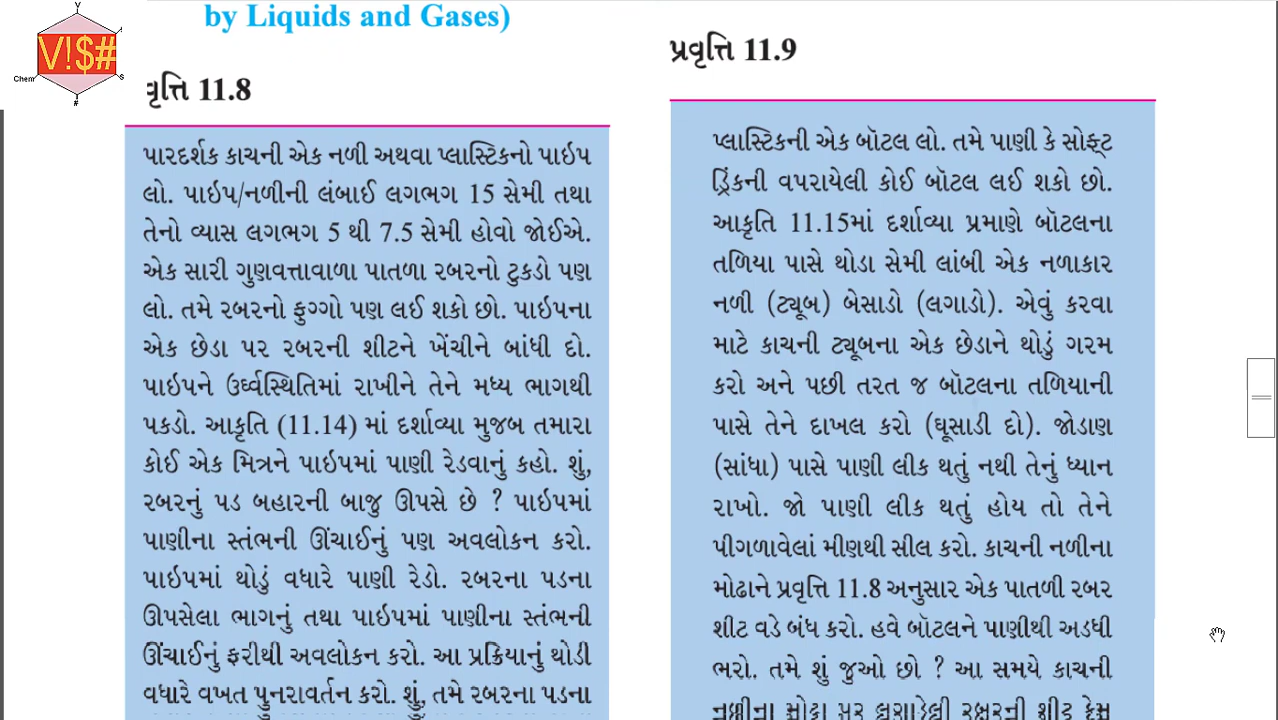 by Liquids and Gases)
Y
V!$#
Chem
S
#
વૃત્તિ 11.8
પારદર્શક કાચની એક નળી અથવા પ્લાસ્ટિકનો પાઇપ
લો. પાઇપ/નળીની લંબાઈ લગભગ 15 સેમી તથા
તેનો વ્યાસ લગભગ 5 થી 7.5 સેમી હોવો જોઈએ.
એક સારી ગુણવત્તાવાળા પાતળા રબરનો ટુકડો પણ
લો. તમે રબરનો ફુગ્ગો પણ લઈ શકો છો. પાઇપના
એક છેડા પર રબરની શીટને ખેંચીને બાંધી દો.
પાઇપને ઉર્ધ્વસ્થિતિમાં રાખીને તેને મધ્ય ભાગથી
પકડો. આકૃતિ (11.14) માં દર્શાવ્યા મુજબ તમારા
કોઈ એક મિત્રને પાઇપમાં પાણી રેડવાનું કહો. શું,
રબરનું પડ બહારની બાજુ ઊપસે છે ? પાઇપમાં
પાણીના સ્તંભની ઊંચાઈનું પણ અવલોકન કરો.
પાઇપમાં થોડું વધારે પાણી રેડો. રબરના પડના
ઊપસેલા ભાગનું તથા પાઇપમાં પાણીના સ્તંભની
ઊંચાઈનું ફરીથી અવલોકન કરો. આ પ્રક્રિયાનું થોડી
વધારે વખત પુનરાવર્તન કરો. શું, તમે રબરના પડના
પ્રવૃત્તિ 11.9
પ્લાસ્ટિકની એક બૉટલ લો. તમે પાણી કે સોફ્ટ
ડ્રિંકની વપરાયેલી કોઈ બૉટલ લઈ શકો છો.
આકૃતિ 11.15માં દર્શાવ્યા પ્રમાણે બૉટલના
તળિયા પાસે થોડા સેમી લાંબી એક નળાકાર
નળી (ટ્યૂબ) બેસાડો (લગાડો). એવું કરવા
માટે કાચની ટ્યૂબના એક છેડાને થોડું ગરમ
કરો અને પછી તરત જ બૉટલના તળિયાની
પાસે તેને દાખલ કરો (ઘૂસાડી દો). જોડાણ
(સાંધા) પાસે પાણી લીક થતું નથી તેનું ધ્યાન
રાખો. જો પાણી લીક થતું હોય તો તેને
પીગળાવેલાં મીણથી સીલ કરો. કાચની નળીના
મોઢાને પ્રવૃત્તિ 11.8 અનુસાર એક પાતળી રબર
શીટ વડે બંધ કરો. હવે બૉટલને પાણીથી અડધી
ભરો. તમે શું જુઓ છો ? આ સમયે કાચની
નળીના મોઢા પર લગાડેલી રબરની શીટ કેમ